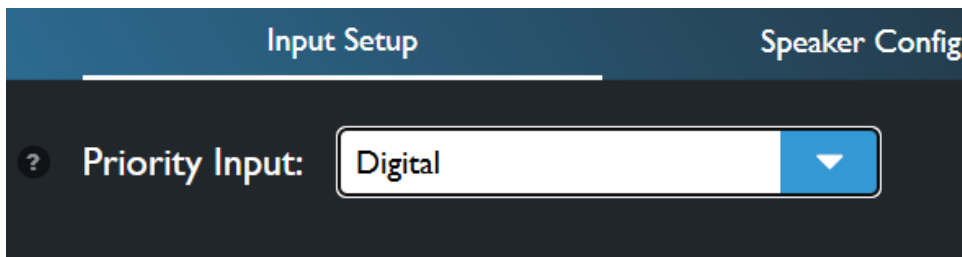 Input Setup
Speaker Config
?
Priority Input:
Digital